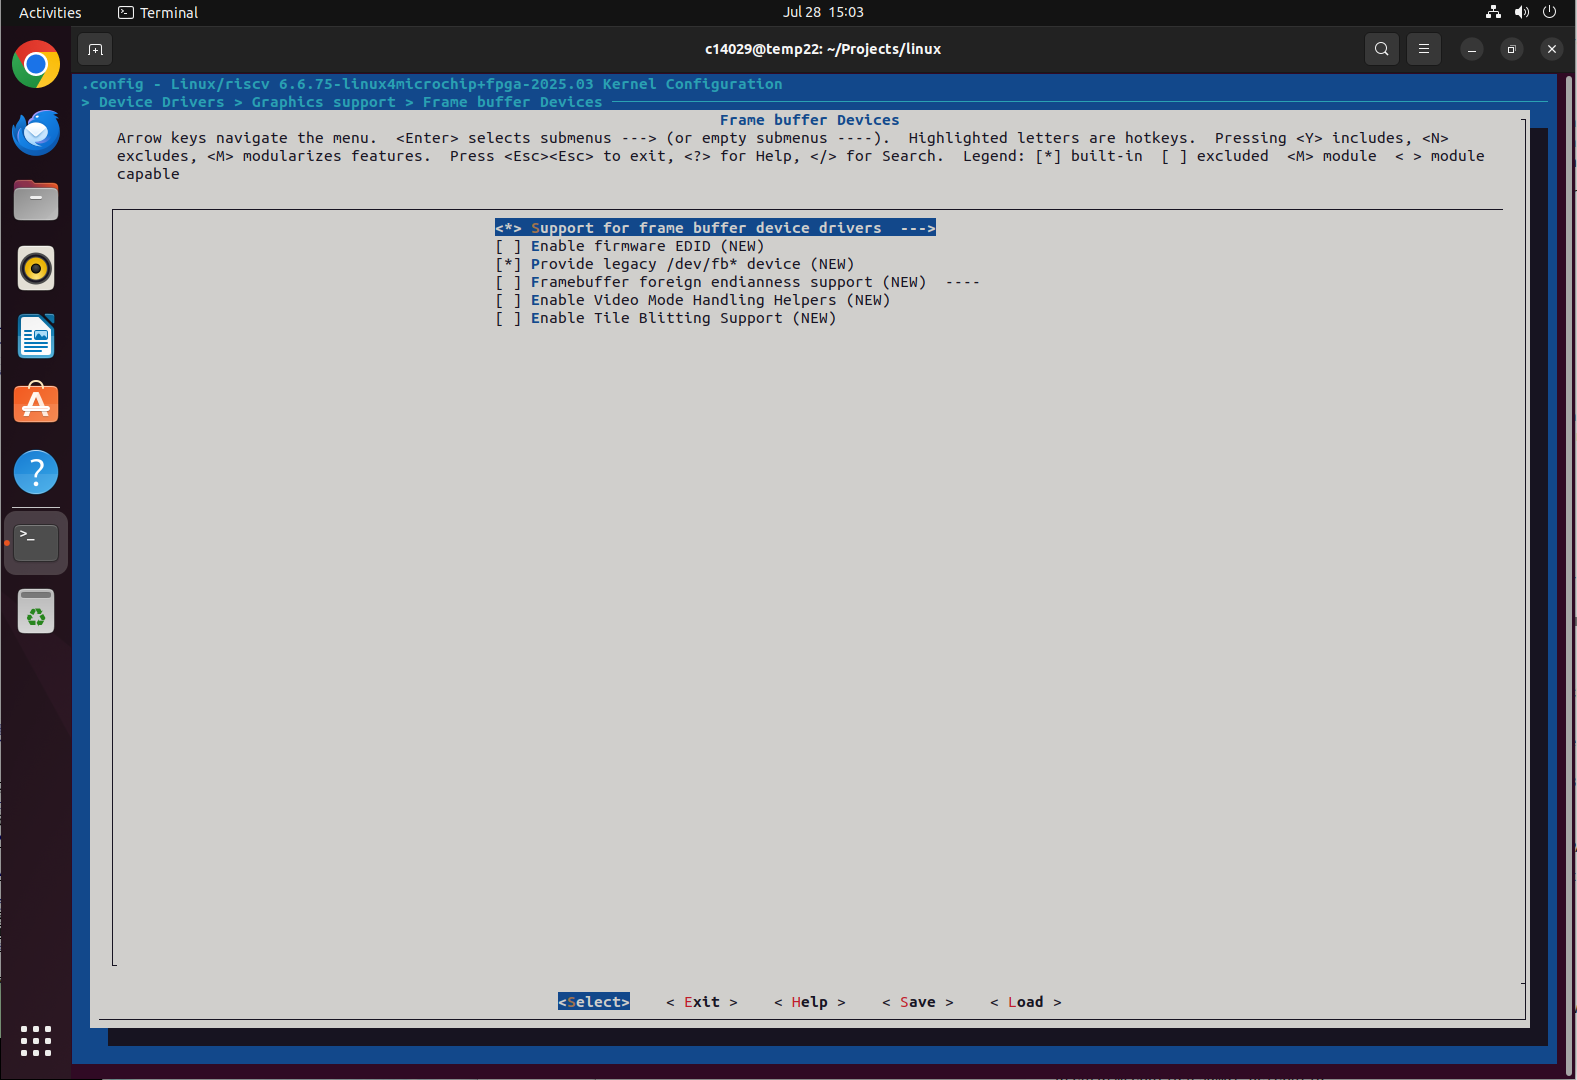 Activities Terminal Jul 28 15:03
c14029@temp22: ~/Projects/linux
.config - Linux/riscv 6.6.75-linux4microchip+fpga-2025.03 Kernel Configuration
> Device Drivers > Graphics support > Frame buffer Devices
Frame buffer Devices
Arrow keys navigate the menu.  <Enter> selects submenus ---> (or empty submenus ----).  Highlighted letters are hotkeys.  Pressing <Y> includes, <N>
excludes, <M> modularizes features.  Press <Esc><Esc> to exit, <?> for Help, </> for Search.  Legend: [*] built-in  [ ] excluded  <M> module  < > module
capable
<*> Support for frame buffer device drivers  --->
[ ] Enable firmware EDID (NEW)
[*] Provide legacy /dev/fb* device (NEW)
[ ] Framebuffer foreign endianness support (NEW)  ----
[ ] Enable Video Mode Handling Helpers (NEW)
[ ] Enable Tile Blitting Support (NEW)
<Select>    < Exit >    < Help >    < Save >    < Load >